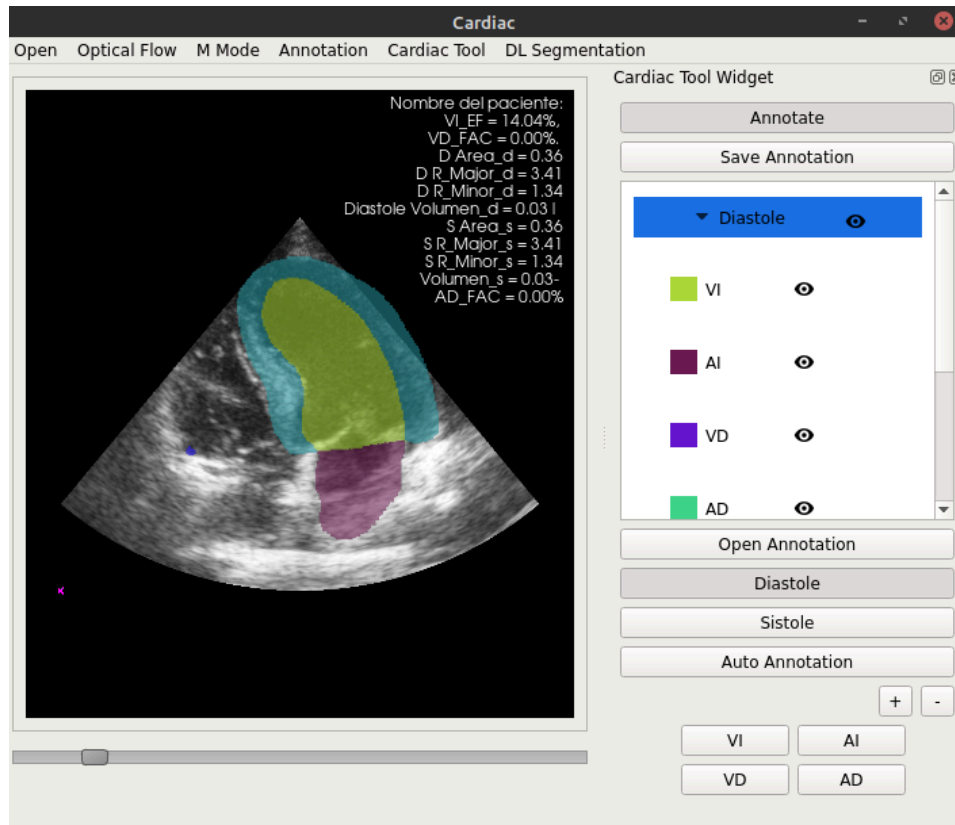 Cardiac
Open Optical Flow M Mode Annotation Cardiac Tool DL Segmentation
Nombre del paciente:
VI_EF = 14.04%,
VD_FAC = 0.00%.
D Area_d = 0.36
D R_Major_d = 3.41
D R_Minor_d = 1.34
Diastole Volumen_d = 0.03 |
S Area_s = 0.36
S R_Major_s = 3.41
S R_Minor_s = 1.34
Volumen_s = 0.03-
AD_FAC = 0.00%
Cardiac Tool Widget
Annotate
Save Annotation
Diastole
VI
AI
VD
AD
Open Annotation
Diastole
Sistole
Auto Annotation
+ -
VI AI
VD AD